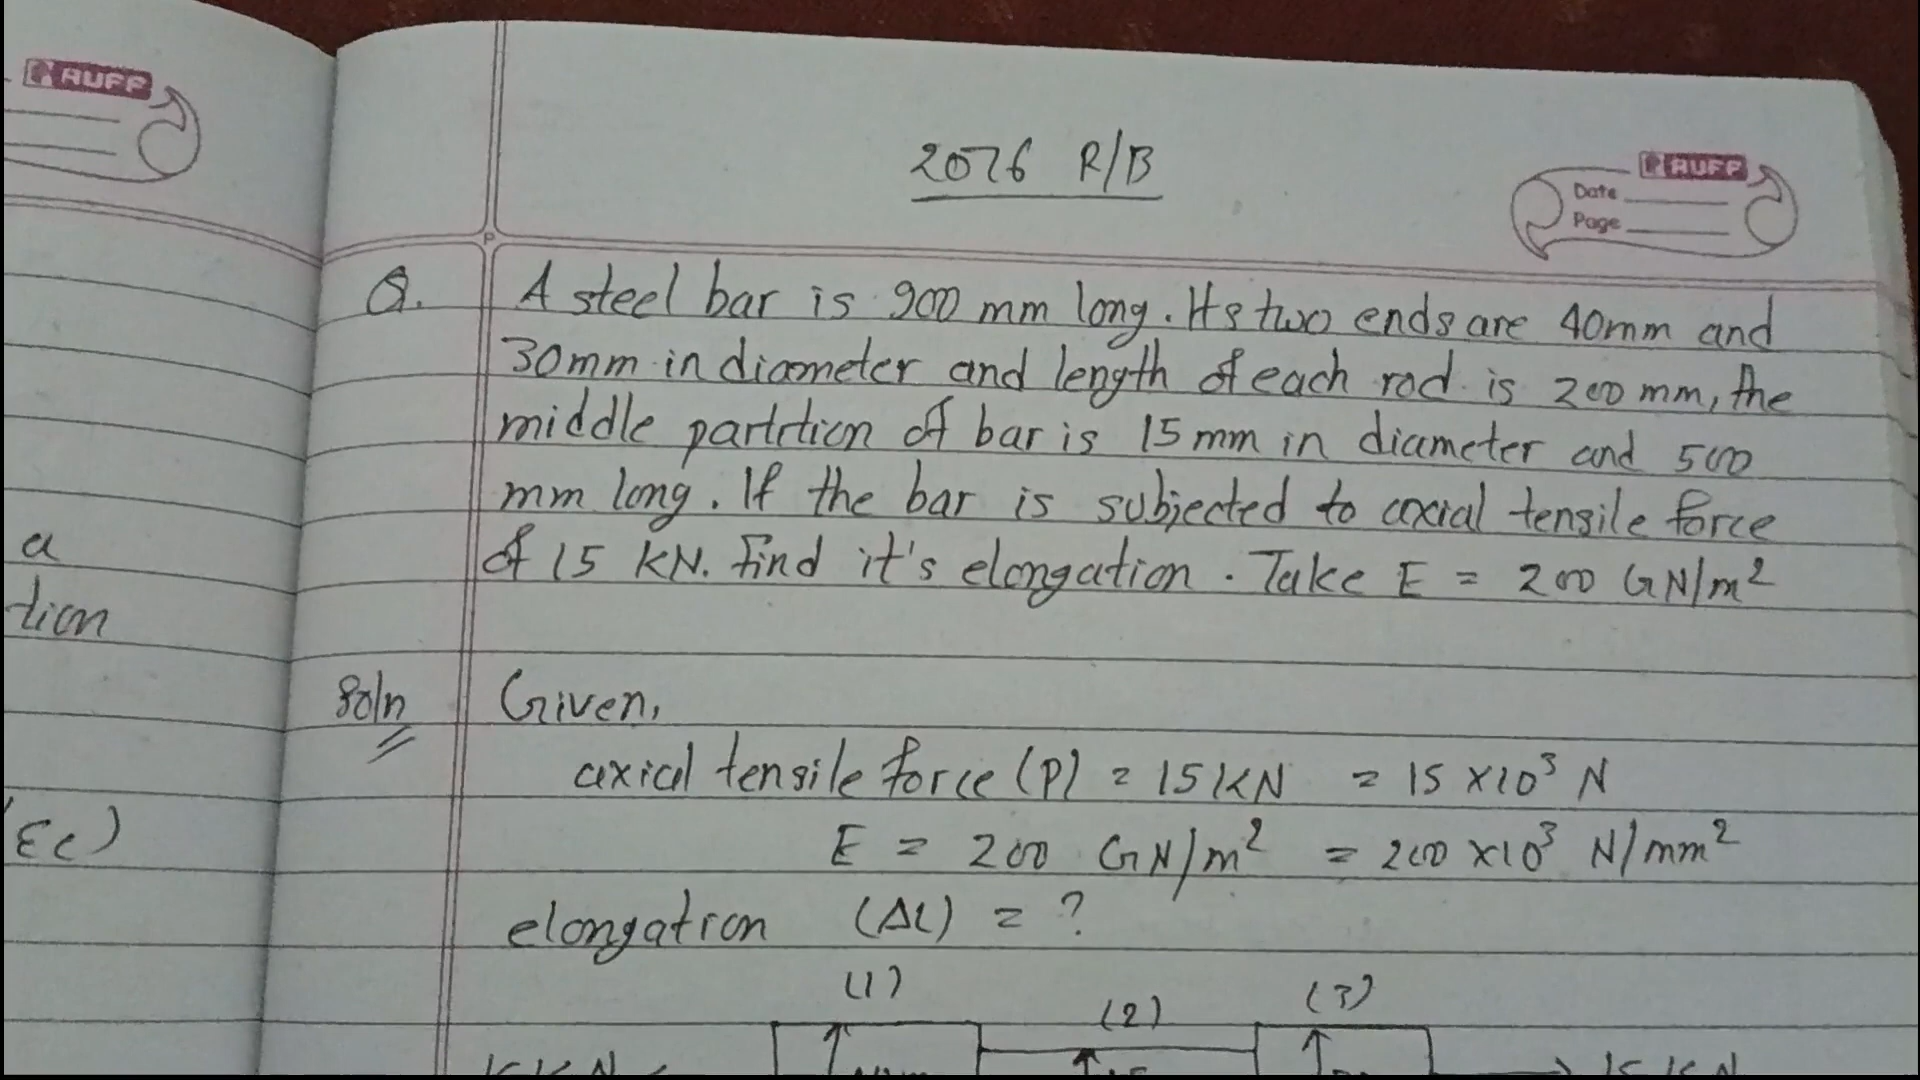 RUFF
2076 R/B
RUFF
Date
Page
P
Q. A steel bar is 900 mm long. Its two ends are 40mm and
30mm in diameter and length of each rod is 200 mm, the
middle partrtion of bar is 15 mm in diameter and 500
mm long. If the bar is subjected to axial tensile force
of 15 KN. Find it's elongation. Take E = 200 GN/m²
a
tion
Soln Given,
axial tensile force (P) = 15 KN = 15 ×10³ N
Ec)
E = 200 GN/m² = 200 ×10³ N/mm²
elongation (ΔL) = ?
(1) (2) (3)